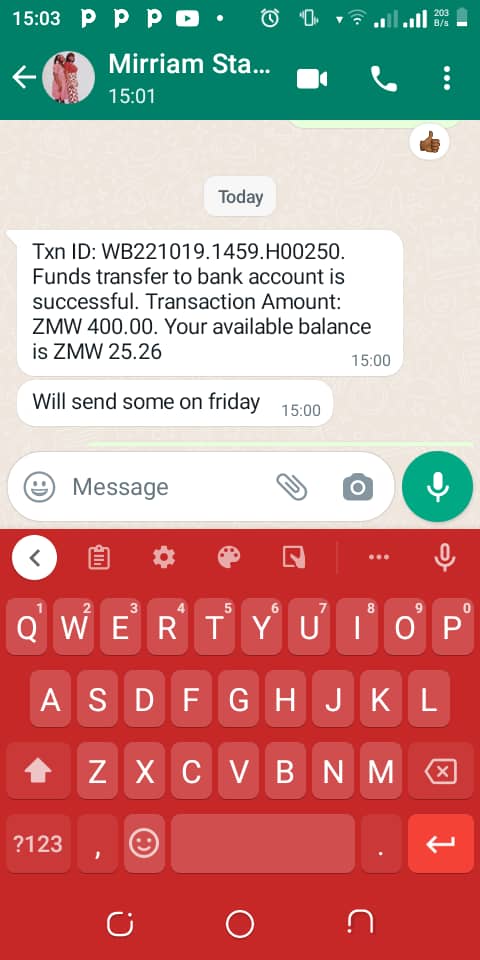 15:03
203
B/s
Mirriam Sta...
15:01
Today
Txn ID: WB221019.1459.H00250.
Funds transfer to bank account is
successful. Transaction Amount:
ZMW 400.00. Your available balance
is ZMW 25.26
15:00
Will send some on friday
15:00
Message
1 2 3 4 5 6 7 8 9 0
Q W E R T Y U I O P
A S D F G H J K L
Z X C V B N M
?123 , .